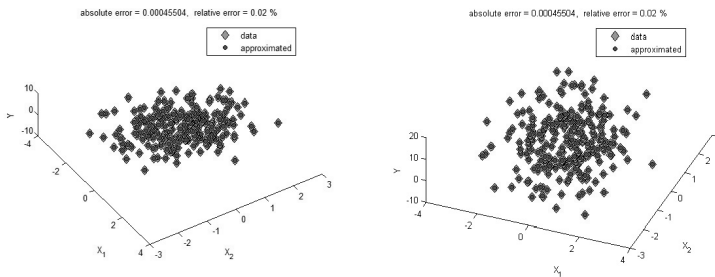 absolute error = 0.00045504, relative error = 0.02 %
data
approximated
10
0
-10
Y
-4
-2
0
2
4
X1
-3
-2
-1
0
1
2
3
X2
absolute error = 0.00045504, relative error = 0.02 %
data
approximated
20
10
0
-10
Y
-4
-2
0
2
4
X1
-3
-2
-1
0
1
2
X2